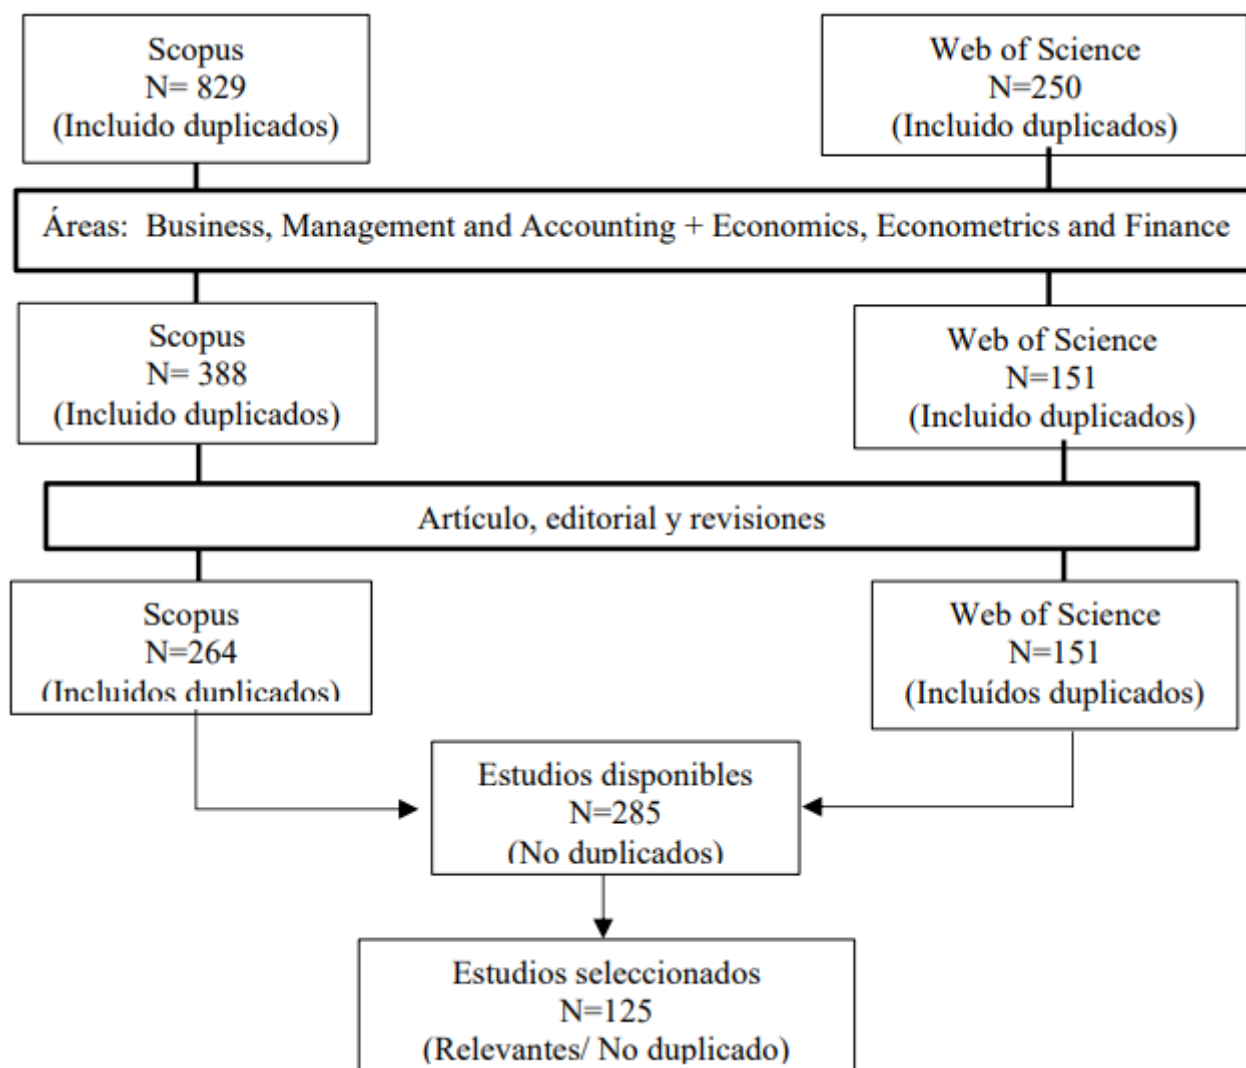 Scopus
N= 829
(Incluido duplicados)
Web of Science
N=250
(Incluido duplicados)
Áreas: Business, Management and Accounting + Economics, Econometrics and Finance
Scopus
N= 388
(Incluido duplicados)
Web of Science
N=151
(Incluido duplicados)
Artículo, editorial y revisiones
Scopus
N=264
(Incluidos duplicados)
Web of Science
N=151
(Incluídos duplicados)
Estudios disponibles
N=285
(No duplicados)
Estudios seleccionados
N=125
(Relevantes/ No duplicado)